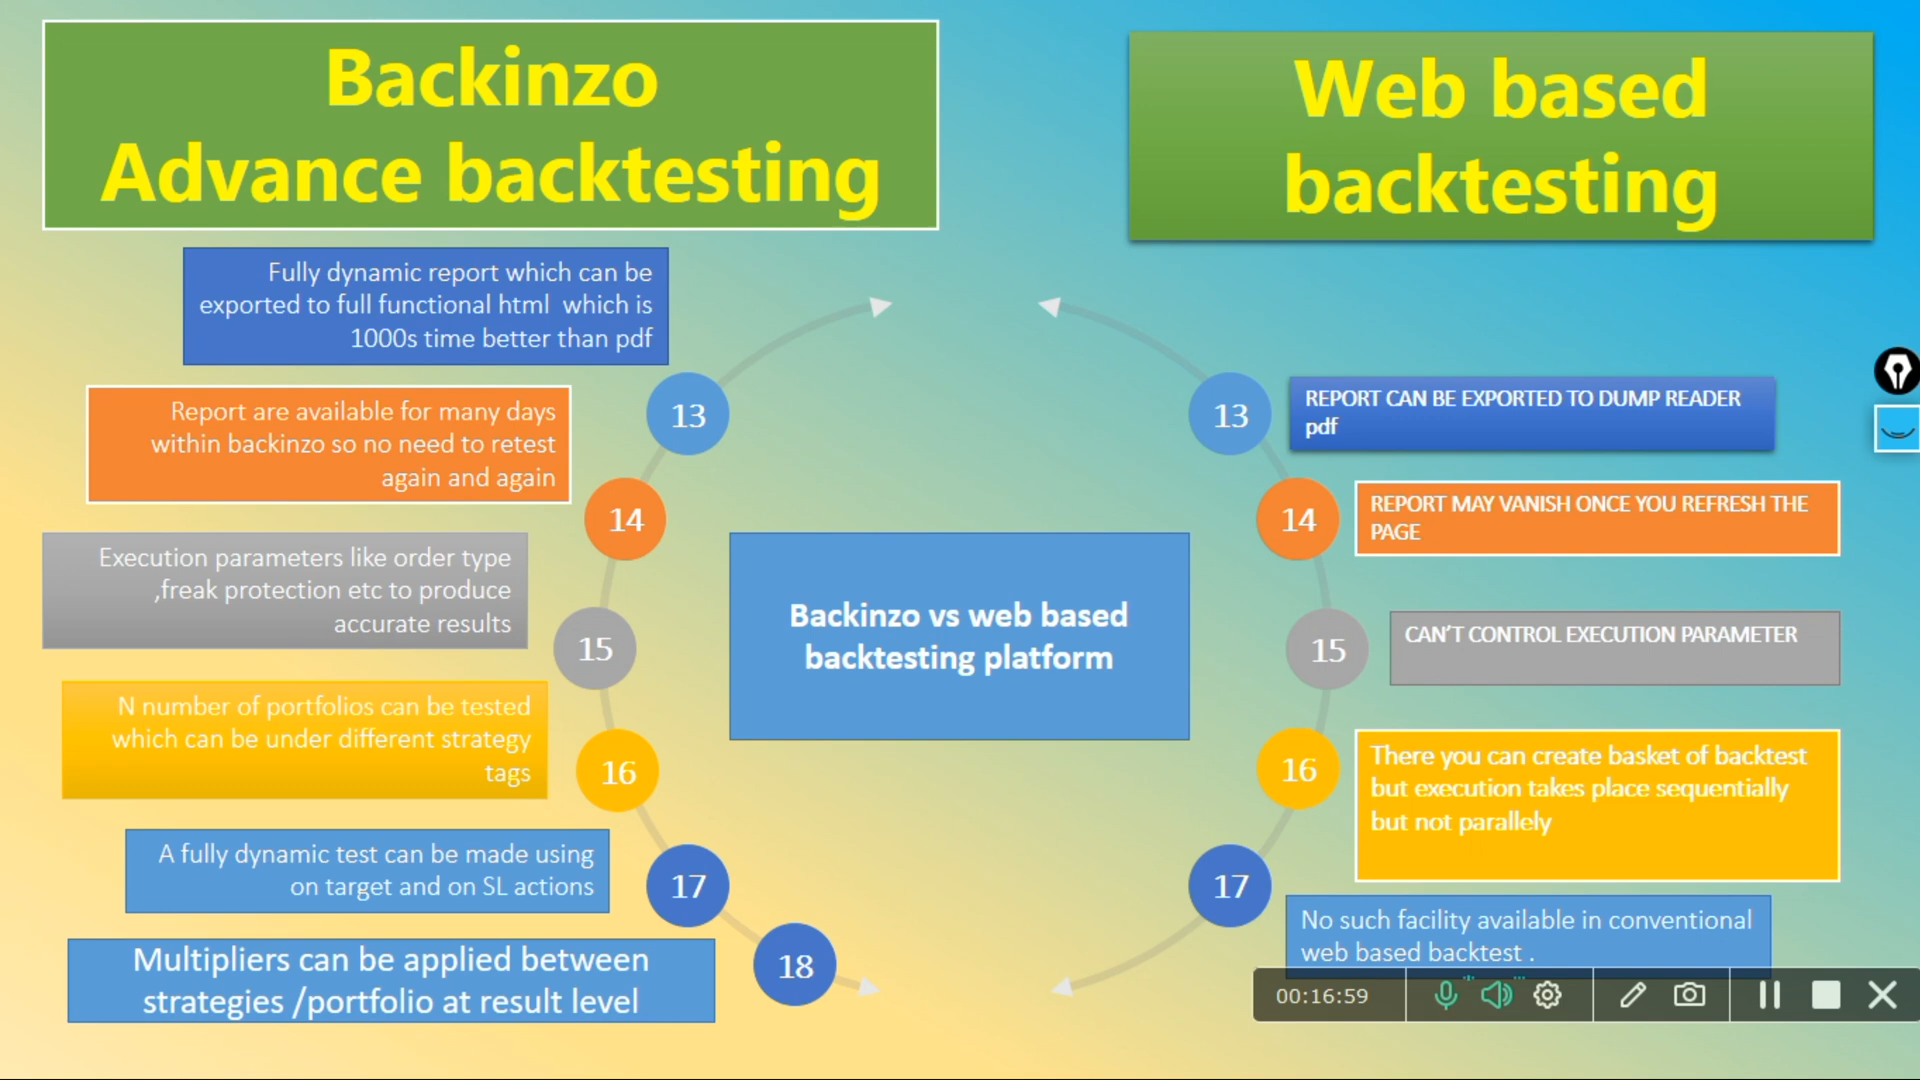 Backinzo
Advance backtesting
Web based
backtesting
Fully dynamic report which can be
exported to full functional html which is
1000s time better than pdf
13
Report are available for many days
within backinzo so no need to retest
again and again
14
Execution parameters like order type
,freak protection etc to produce
accurate results
15
N number of portfolios can be tested
which can be under different strategy
tags
16
A fully dynamic test can be made using
on target and on SL actions
17
Multipliers can be applied between
strategies /portfolio at result level
18
Backinzo vs web based
backtesting platform
13
REPORT CAN BE EXPORTED TO DUMP READER
pdf
14
REPORT MAY VANISH ONCE YOU REFRESH THE
PAGE
15
CAN'T CONTROL EXECUTION PARAMETER
16
There you can create basket of backtest
but execution takes place sequentially
but not parallely
17
No such facility available in conventional
web based backtest .
00:16:59